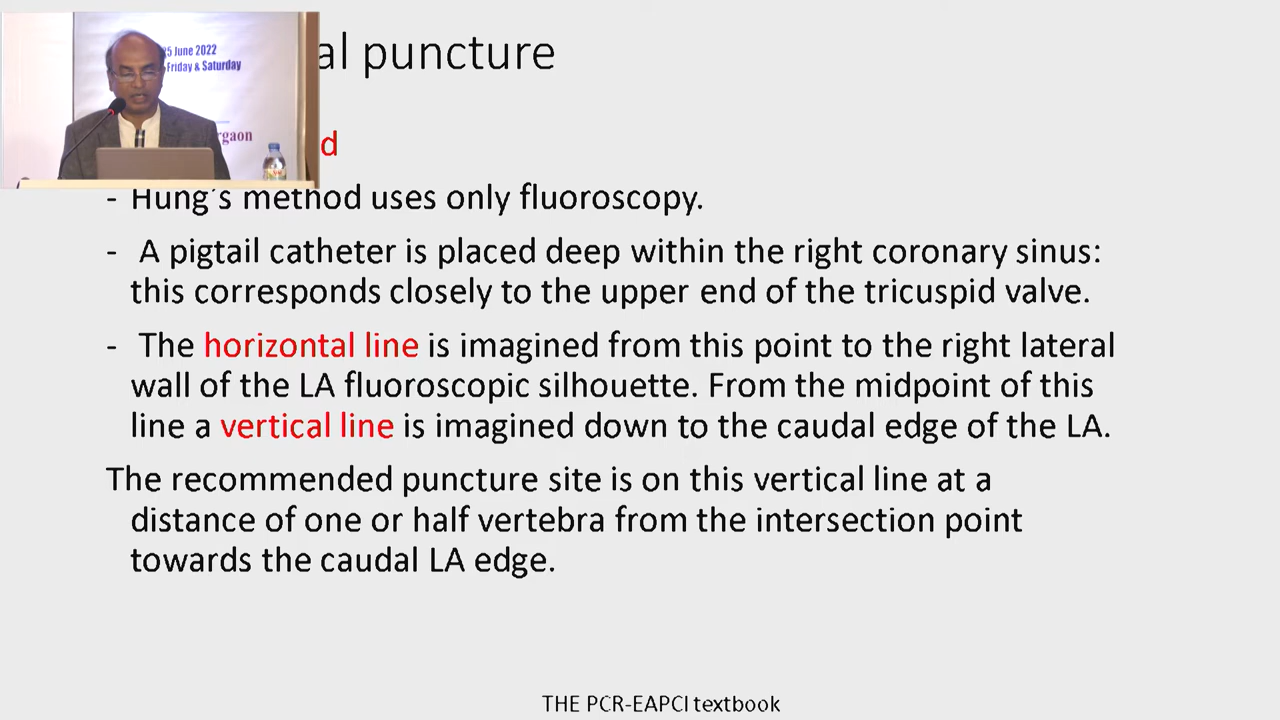 25 June 2022
Friday & Saturday
rgaon
al puncture
d
- Hung's method uses only fluoroscopy.
- A pigtail catheter is placed deep within the right coronary sinus:
this corresponds closely to the upper end of the tricuspid valve.
- The horizontal line is imagined from this point to the right lateral
wall of the LA fluoroscopic silhouette. From the midpoint of this
line a vertical line is imagined down to the caudal edge of the LA.
The recommended puncture site is on this vertical line at a
distance of one or half vertebra from the intersection point
towards the caudal LA edge.
THE PCR-EAPCI textbook